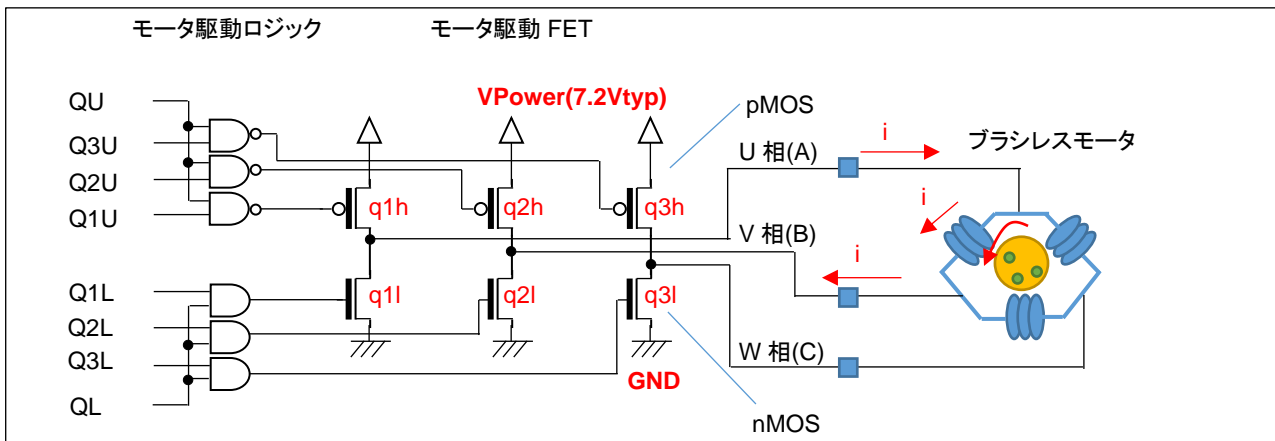 モータ駆動ロジック
モータ駆動 FET
QU
Q3U
Q2U
Q1U
Q1L
Q2L
Q3L
QL
VPower(7.2Vtyp)
pMOS
q1h
q2h
q3h
q1l
q2l
q3l
GND
nMOS
U 相(A)
V 相(B)
W 相(C)
i
i
i
ブラシレスモータ